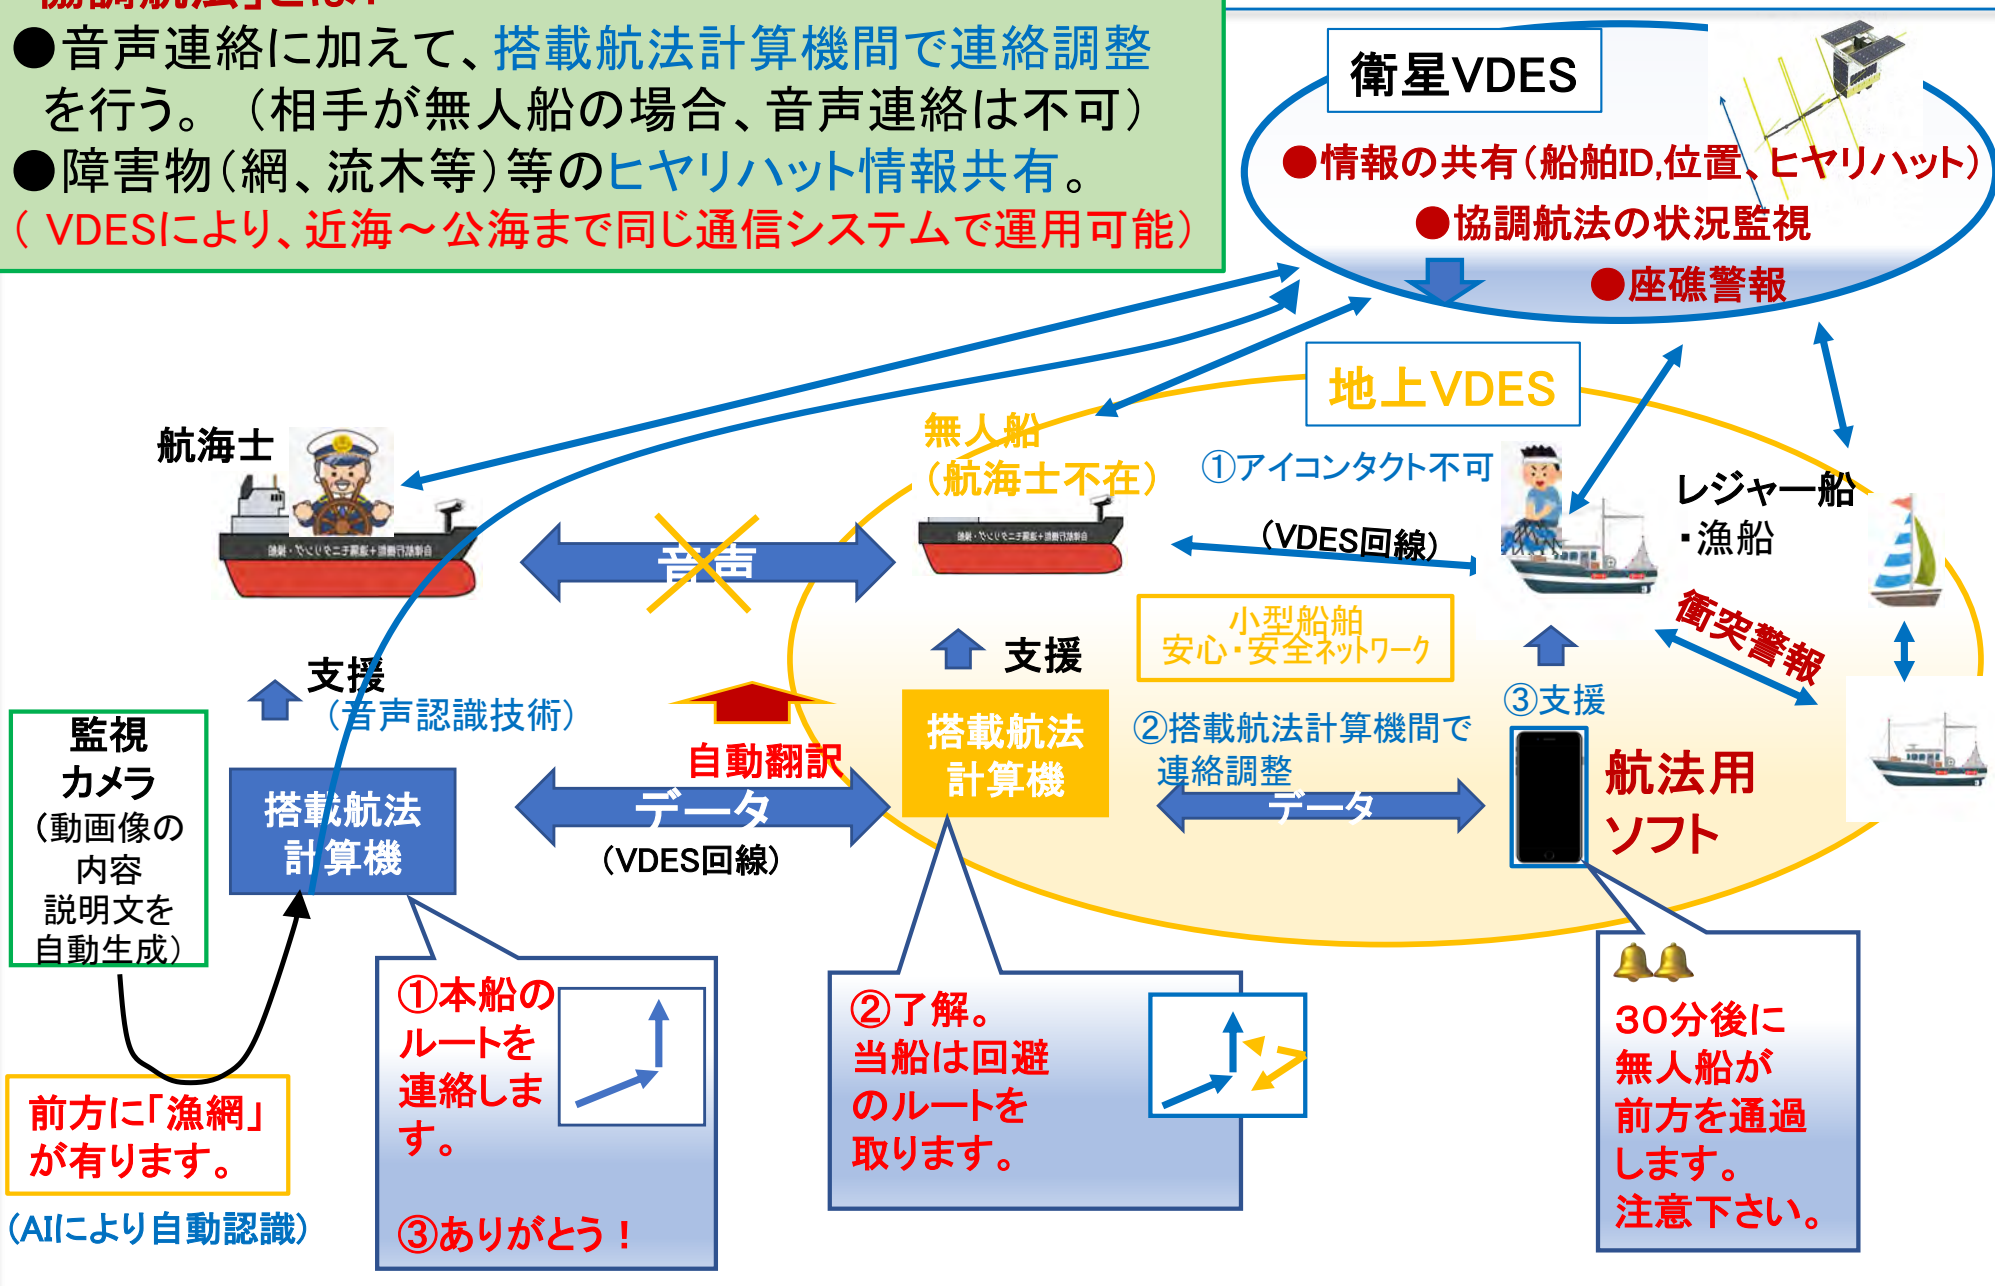 協調航法」とは？
●音声連絡に加えて、搭載航法計算機間で連絡調整
を行う。（相手が無人船の場合、音声連絡は不可）
●障害物（網、流木等）等のヒヤリハット情報共有。
（ VDESにより、近海～公海まで同じ通信システムで運用可能）
衛星VDES
●情報の共有（船舶ID,位置、ヒヤリハット）
●協調航法の状況監視
●座礁警報
地上VDES
航海士
無人船
（航海士不在）
①アイコンタクト不可
（VDES回線）
レジャー船
・漁船
音声
小型船舶
安心・安全ネットワーク
衝突警報
支援
（音声認識技術）
支援
③支援
監視
カメラ
（動画像の
内容
説明文を
自動生成）
搭載航法
計算機
自動翻訳
データ
（VDES回線）
搭載航法
計算機
②搭載航法計算機間で
連絡調整
データ
航法用
ソフト
前方に「漁網」
が有ります。
（AIにより自動認識）
①本船の
ルートを
連絡しま
す。
③ありがとう！
②了解。
当船は回避
のルートを
取ります。
30分後に
無人船が
前方を通過
します。
注意下さい。